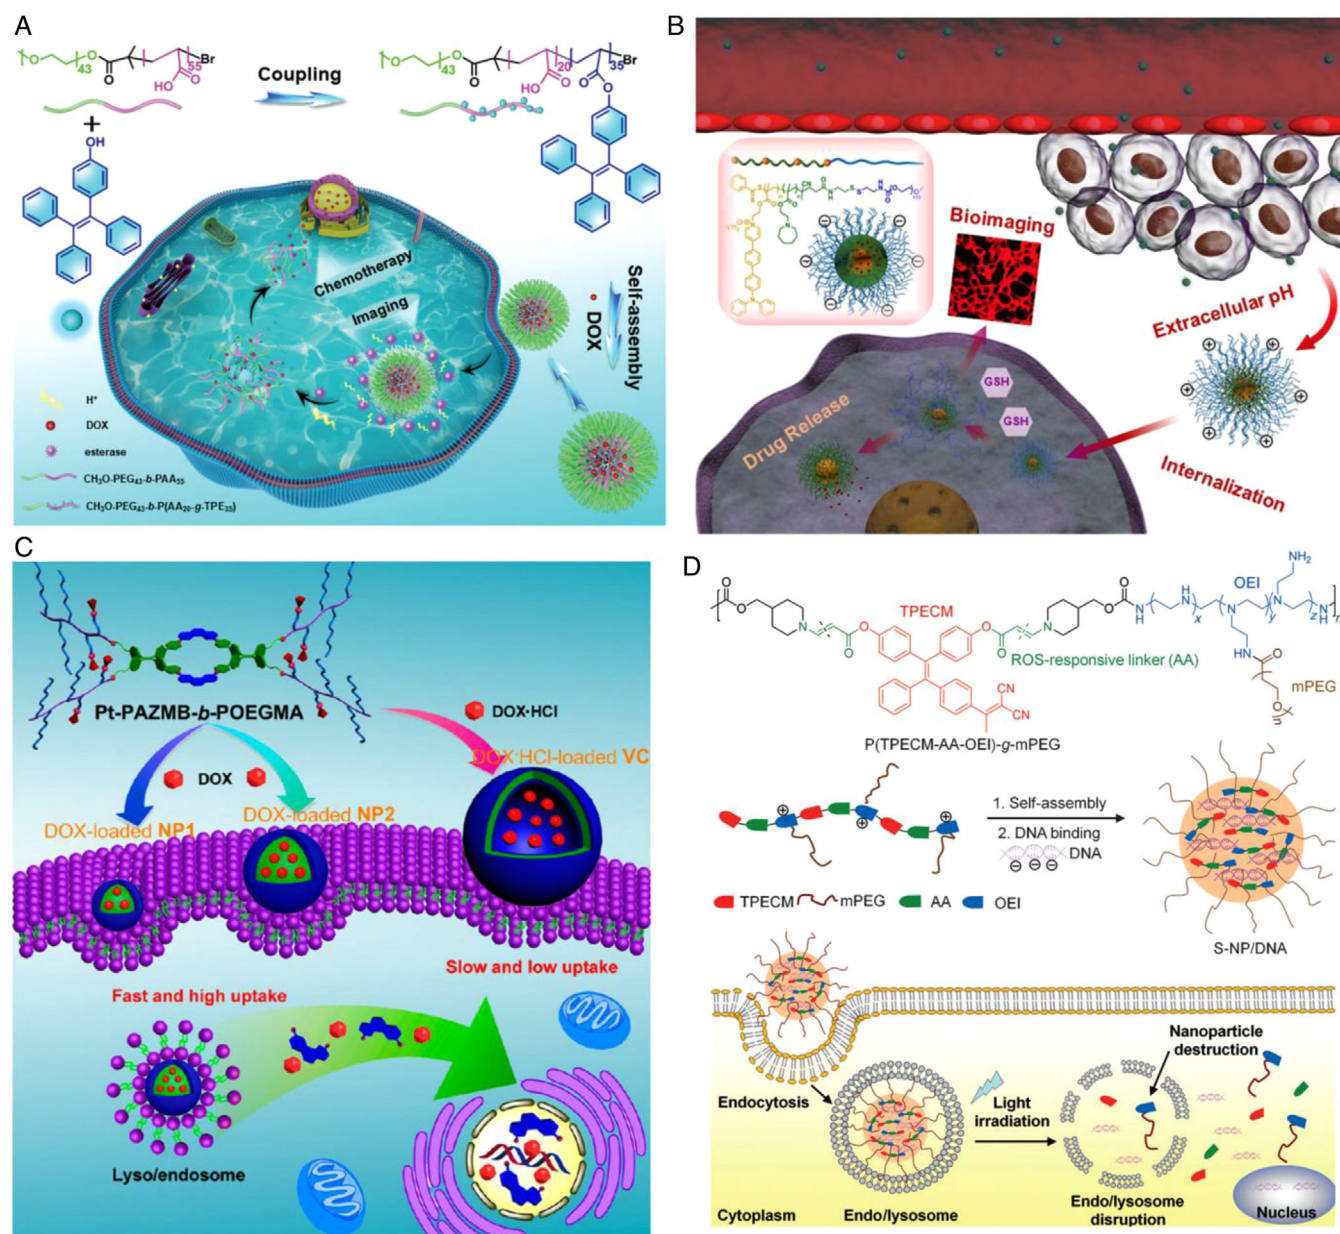 A
43
O
O
55
Br
HO
O
Coupling
43
O
O
20
35
Br
HO
O
O
O
+
OH
Chemotherapy
Imaging
Self-assembly
DOX
H⁺
DOX
esterase
CH₃O-PEG₄₃-b-PAA₅₅
CH₃O-PEG₄₃-b-P(AA₂₀-g-TPE₃₅)
B
Bioimaging
Extracellular pH
GSH
GSH
Drug Release
Internalization
C
Pt-PAZMB-b-POEGMA
DOX·HCl
DOX·HCl-loaded VC
DOX
DOX-loaded NP1
DOX-loaded NP2
Slow and low uptake
Fast and high uptake
Lyso/endosome
D
NH₂
OEI
TPECM
ROS-responsive linker (AA)
mPEG
CN
CN
P(TPECM-AA-OEI)-g-mPEG
1. Self-assembly
2. DNA binding
DNA
TPECM
mPEG
AA
OEI
S-NP/DNA
Nanoparticle
destruction
Endocytosis
Light
irradiation
Cytoplasm
Endo/lysosome
Endo/lysosome
disruption
Nucleus